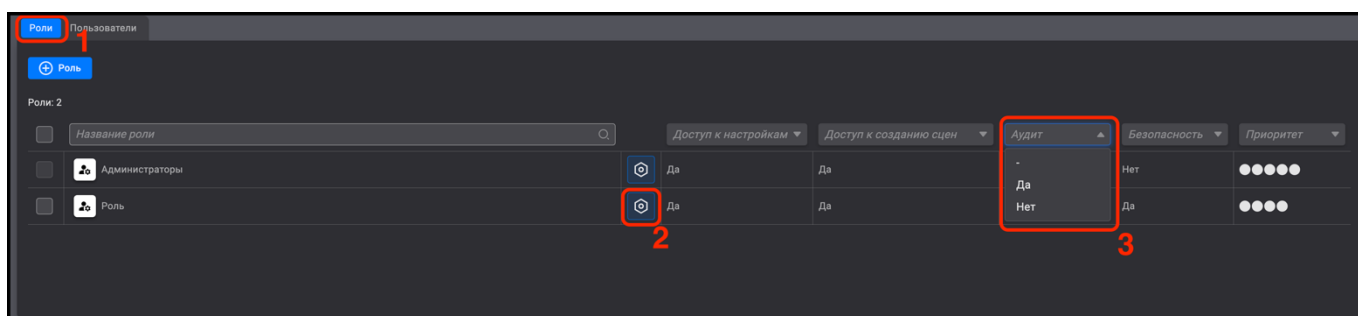 Роли Пользователи
1
Роль
Роли: 2
Название роли Доступ к настройкам Доступ к созданию сцен Аудит Безопасность Приоритет
Администраторы Да Да - Нет
Да
Роль Да Да Нет Да
2
3